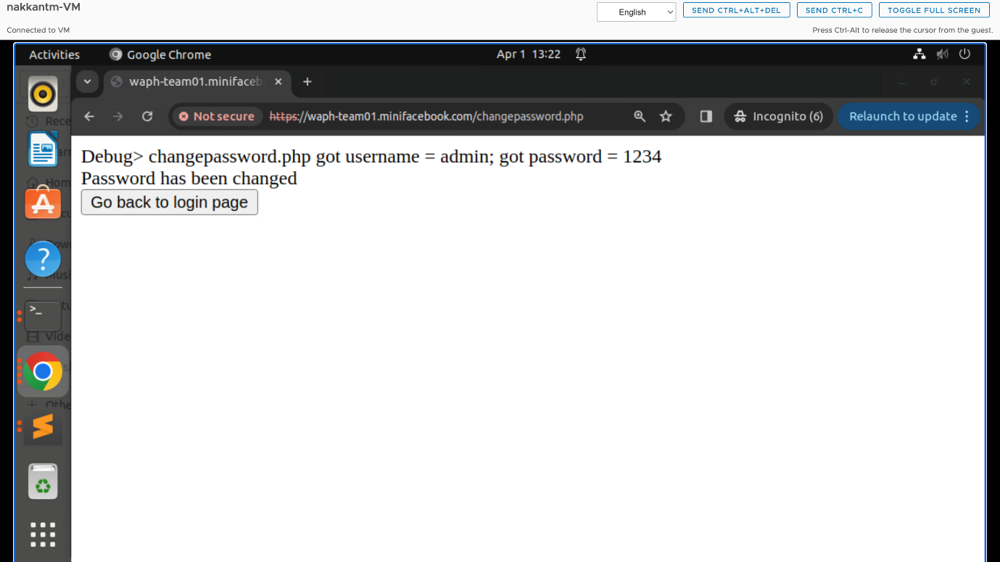 nakkantm-VM
English
SEND CTRL+ALT+DEL
SEND CTRL+C
TOGGLE FULL SCREEN
Connected to VM
Press Ctrl-Alt to release the cursor from the guest.
Activities
Google Chrome
Apr 1 13:22
waph-team01.minifaceb
Not secure
https://waph-team01.minifacebook.com/changepassword.php
Incognito (6)
Relaunch to update
Debug> changepassword.php got username = admin; got password = 1234
Password has been changed
Go back to login page